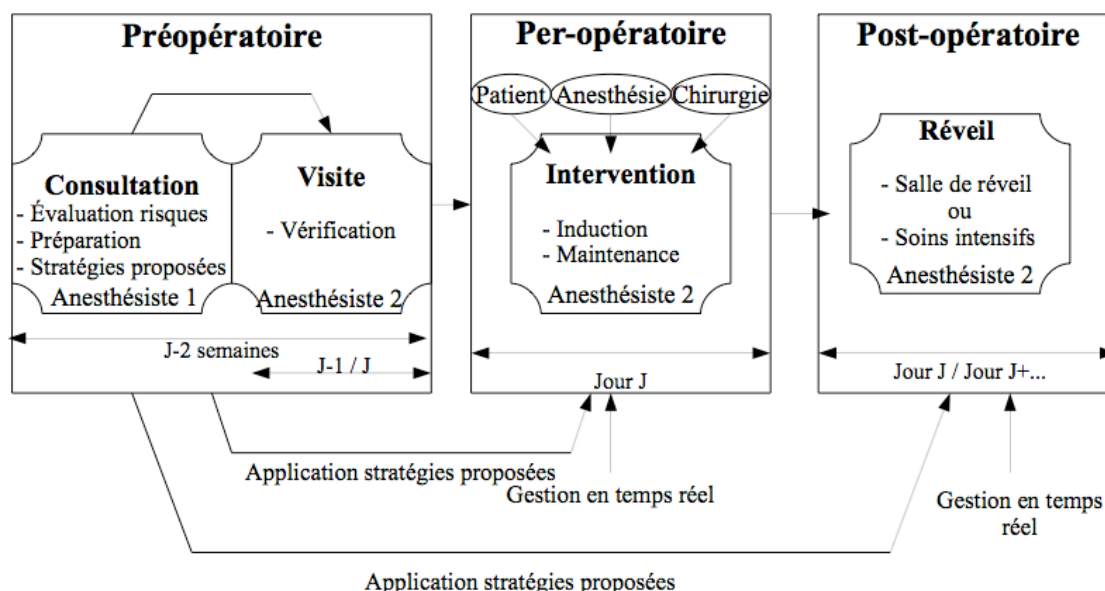 Préopératoire
Consultation
- Évaluation risques
- Préparation
- Stratégies proposées
Anesthésiste 1
Visite
- Vérification
Anesthésiste 2
J-2 semaines
J-1 / J
Per-opératoire
Patient
Anesthésie
Chirurgie
Intervention
- Induction
- Maintenance
Anesthésiste 2
Jour J
Post-opératoire
Réveil
- Salle de réveil
ou
- Soins intensifs
Anesthésiste 2
Jour J / Jour J+...
Application stratégies proposées
Gestion en temps réel
Gestion en temps
réel
Application stratégies proposées